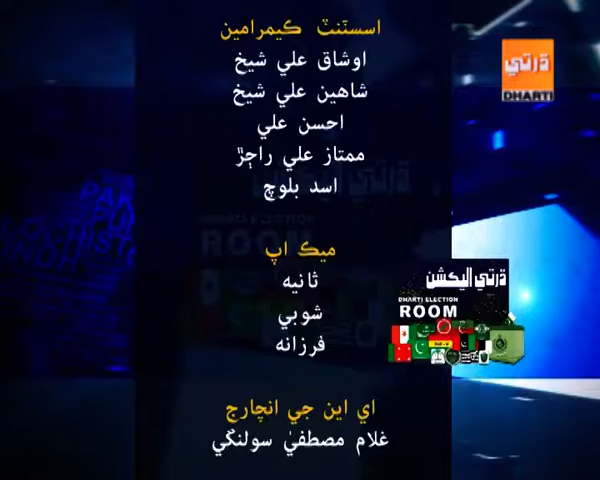 اسسٽنٽ ڪيمرامين
اوشاق علي شيخ
شاهين علي شيخ
احسن علي
ممتاز علي راڄڙ
اسد بلوچ
ميڪ اپ
ثانيه
شوبي
فرزانه
اي اين جي انچارج
غلام مصطفيٰ سولنگي
ڌرتي
DHARTI
ڌرتي اليڪشن
DHARTI ELECTION
ROOM